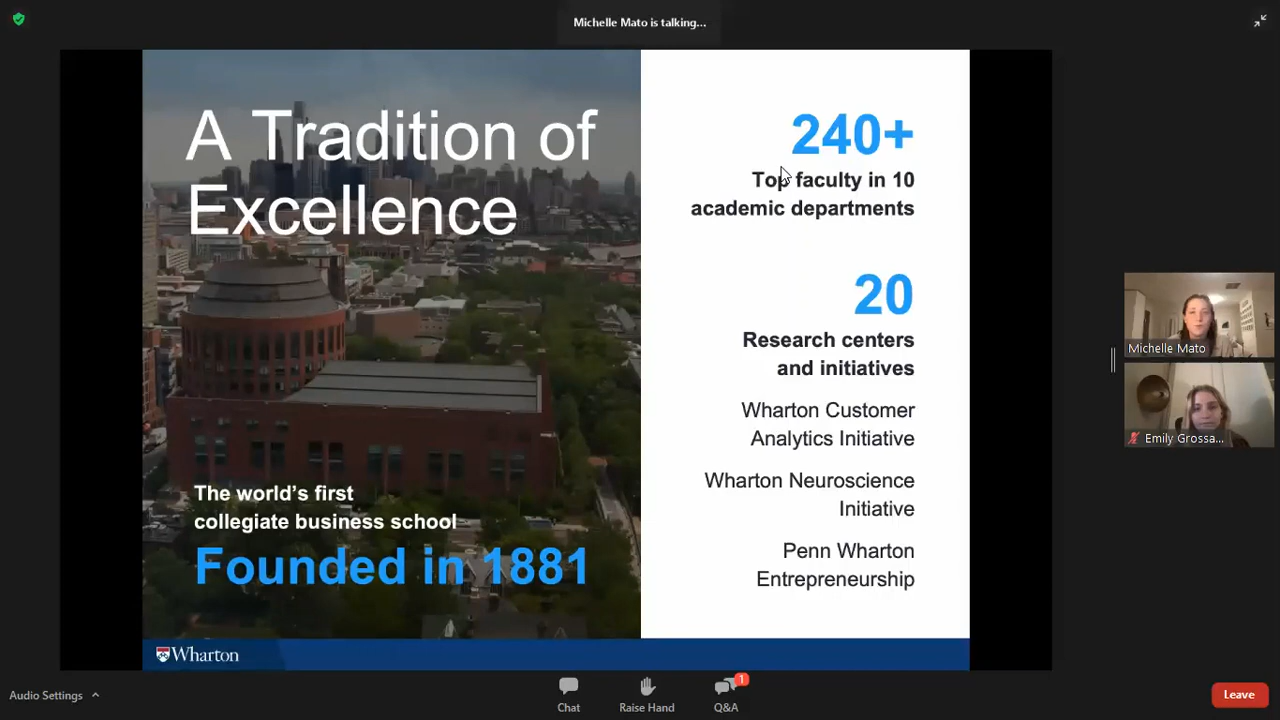 Michelle Mato is talking...
A Tradition of
Excellence
The world's first
collegiate business school
Founded in 1881
Wharton
240+
Top faculty in 10
academic departments
20
Research centers
and initiatives
Wharton Customer
Analytics Initiative
Wharton Neuroscience
Initiative
Penn Wharton
Entrepreneurship
Michelle Mato
Emily Grossa...
Audio Settings
Chat
Raise Hand
1
Q&A
Leave